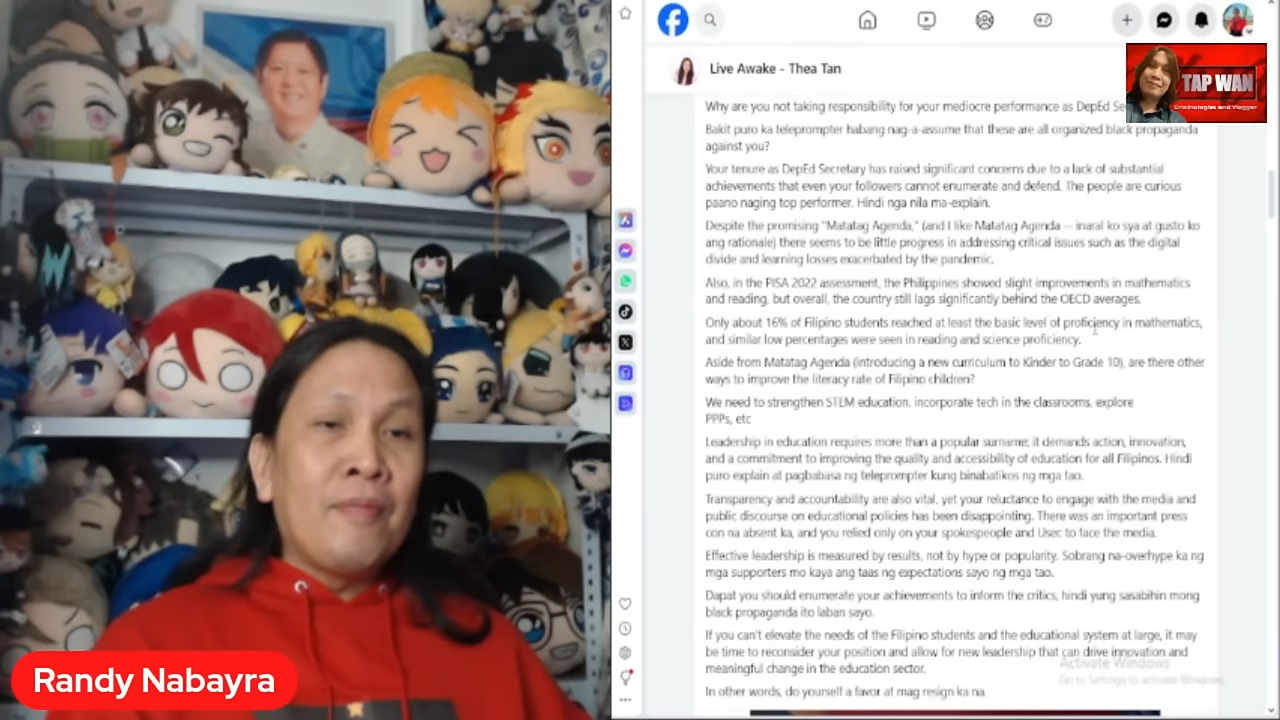 Live Awake - Thea Tan
TAP WAN
Criminologist and Vlogger
Why are you not taking responsibility for your mediocre performance as DepEd
Bakit puro ka teleprompter habang nag-a-assume that these are all organized black propaganda
against you?
Your tenure as DepEd Secretary has raised significant concerns due to a lack of substantial
achievements that even your followers cannot enumerate and defend. The people are curious
paano naging top performer. Hindi nga nila ma-explain.
Despite the promising "Matatag Agenda," (and I like Matatag Agenda -- inaral ko sya at gusto ko
ang rationale) there seems to be little progress in addressing critical issues such as the digital
divide and learning losses exacerbated by the pandemic.
Also, in the PISA 2022 assessment, the Philippines showed slight improvements in mathematics
and reading, but overall, the country still lags significantly behind the OECD averages.
Only about 16% of Filipino students reached at least the basic level of proficiency in mathematics,
and similar low percentages were seen in reading and science proficiency.
Aside from Matatag Agenda (introducing a new curriculum to Kinder to Grade 10), are there other
ways to improve the literacy rate of Filipino children?
We need to strengthen STEM education, incorporate tech in the classrooms, explore
PPPs, etc
Leadership in education requires more than a popular surname; it demands action, innovation,
and a commitment to improving the quality and accessibility of education for all Filipinos. Hindi
puro explain at pagbabasa ng teleprompter kung binabatikos ng mga tao.
Transparency and accountability are also vital, yet your reluctance to engage with the media and
public discourse on educational policies has been disappointing. There was an important press
con na absent ka, and you relied only on your spokespeople and Usec to face the media.
Effective leadership is measured by results, not by hype or popularity. Sobrang na-overhype ka ng
mga supporters mo kaya ang taas ng expectations sayo ng mga tao.
Dapat you should enumerate your achievements to inform the critics, hindi yung sasabihin mong
black propaganda ito laban sayo.
If you can't elevate the needs of the Filipino students and the educational system at large, it may
be time to reconsider your position and allow for new leadership that can drive innovation and
meaningful change in the education sector.
In other words, do yourself a favor at mag resign ka na.
Activate Windows
Go to Settings to activate Windows.
Randy Nabayra